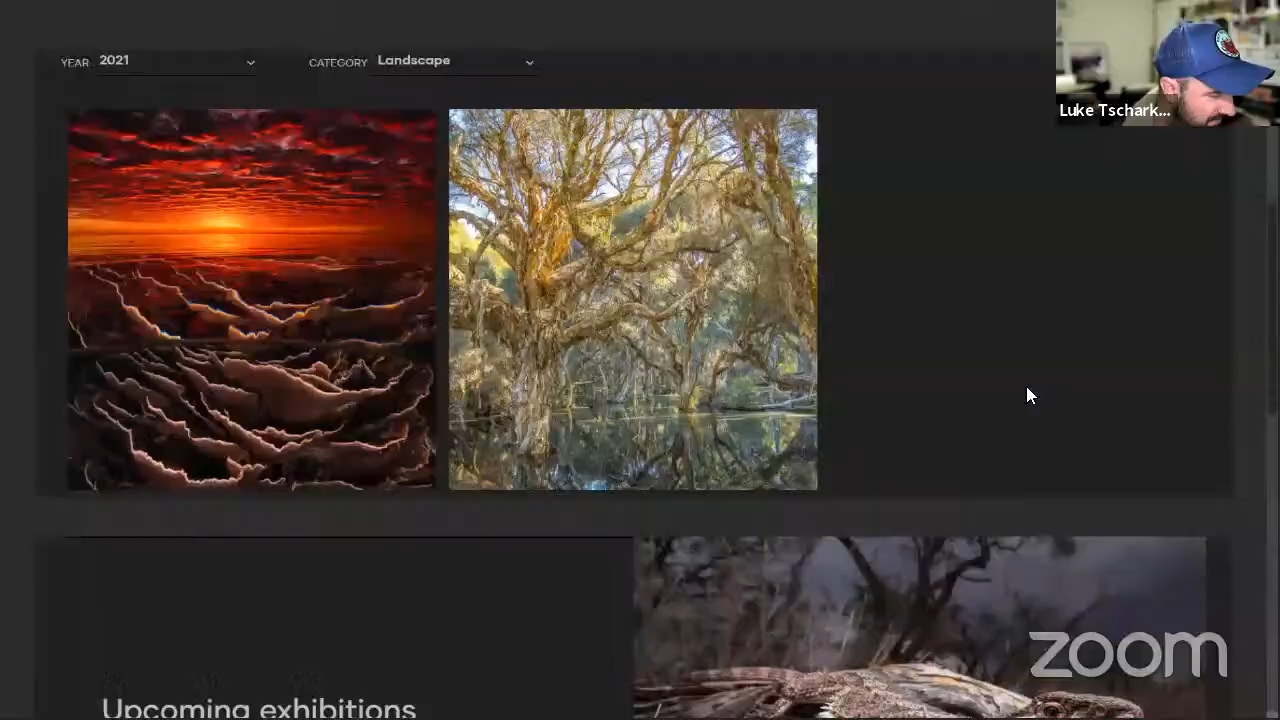 YEAR 2021 CATEGORY Landscape
Luke Tschark...
zoom
Upcoming exhibitions